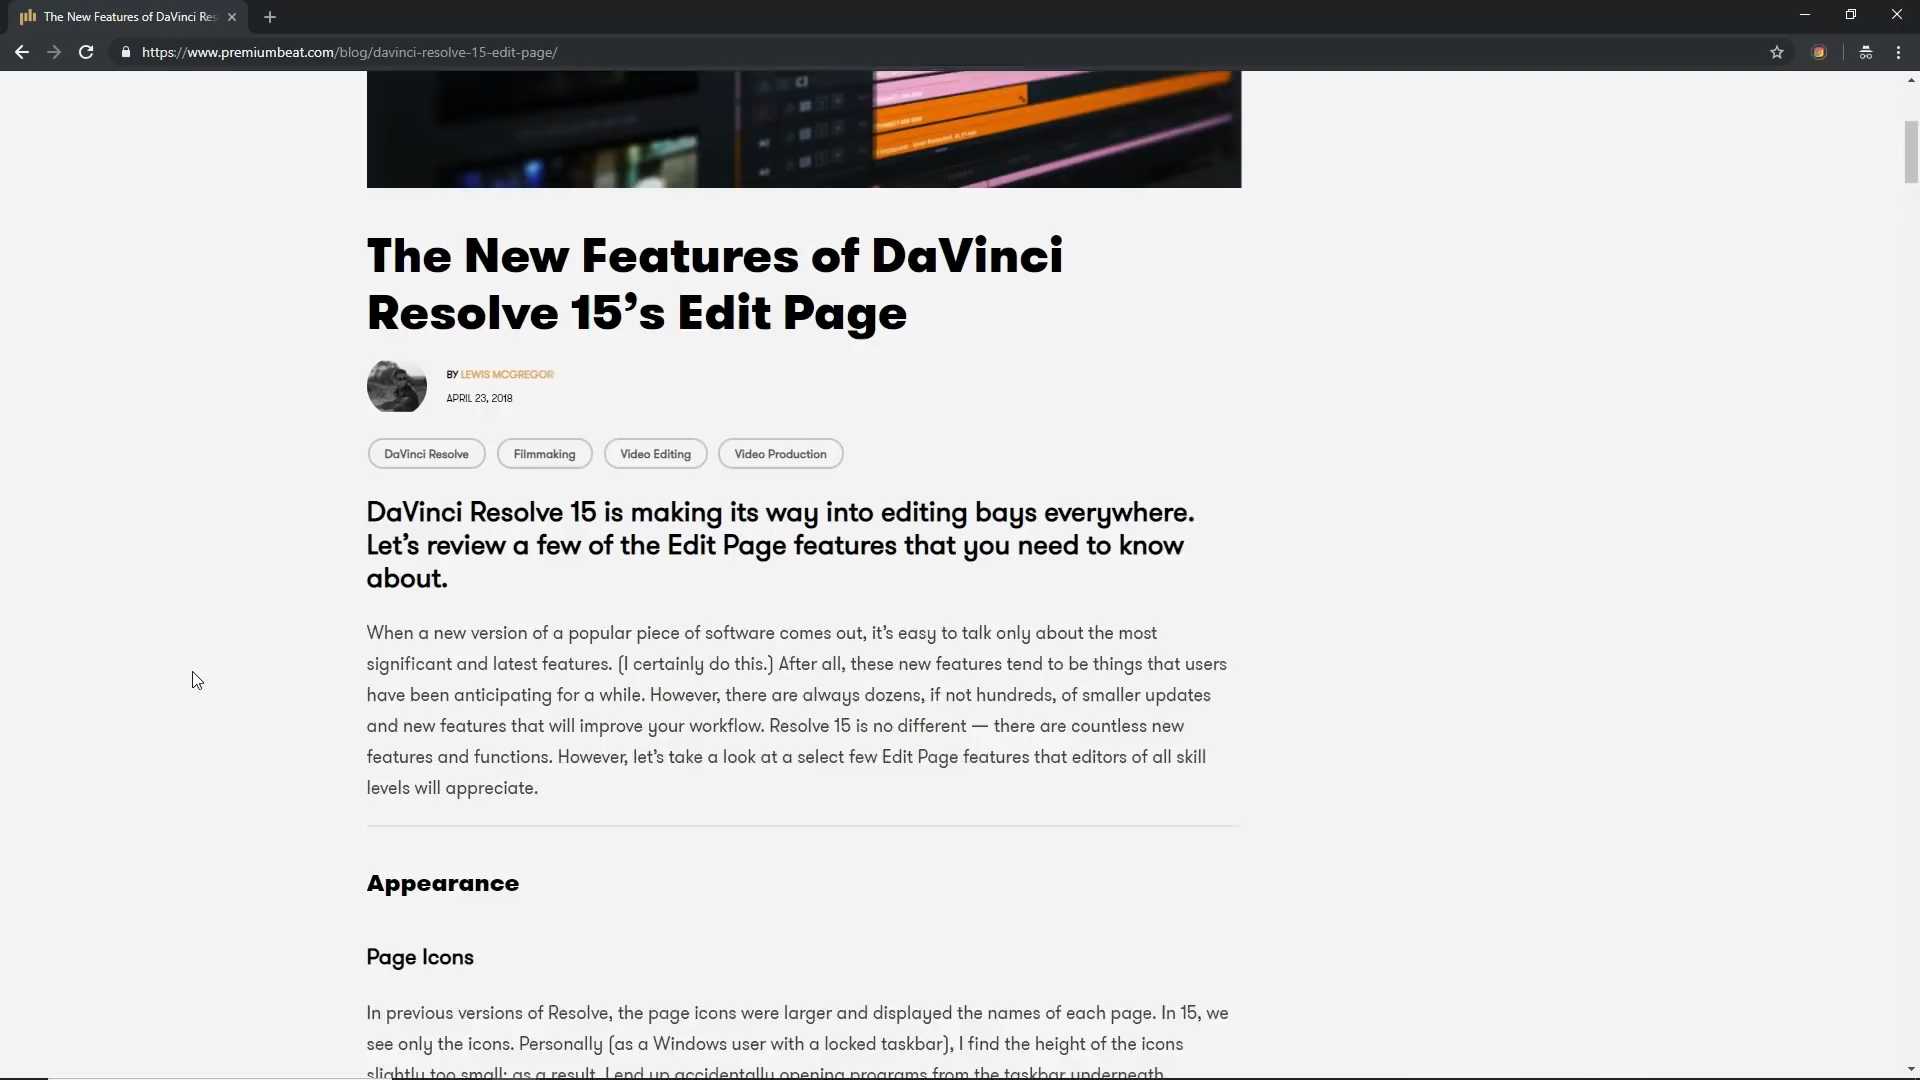 The New Features of DaVinci Res
https://www.premiumbeat.com/blog/davinci-resolve-15-edit-page/
The New Features of DaVinci
Resolve 15’s Edit Page
BY LEWIS MCGREGOR
APRIL 23, 2018
DaVinci Resolve Filmmaking Video Editing Video Production
DaVinci Resolve 15 is making its way into editing bays everywhere.
Let’s review a few of the Edit Page features that you need to know
about.
When a new version of a popular piece of software comes out, it’s easy to talk only about the most
significant and latest features. (I certainly do this.) After all, these new features tend to be things that users
have been anticipating for a while. However, there are always dozens, if not hundreds, of smaller updates
and new features that will improve your workflow. Resolve 15 is no different — there are countless new
features and functions. However, let’s take a look at a select few Edit Page features that editors of all skill
levels will appreciate.
Appearance
Page Icons
In previous versions of Resolve, the page icons were larger and displayed the names of each page. In 15, we
see only the icons. Personally (as a Windows user with a locked taskbar), I find the height of the icons
slightly too small; as a result, I end up accidentally opening programs from the taskbar underneath.